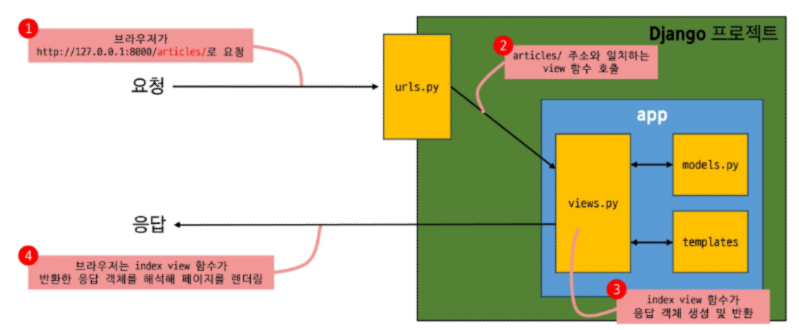 1
브라우저가
http://127.0.0.1:8000/articles/로 요청
Django 프로젝트
2
articles/ 주소와 일치하는
view 함수 호출
요청
urls.py
app
models.py
views.py
응답
templates
4
브라우저는 index view 함수가
반환한 응답 객체를 해석해 페이지를 렌더링
3
index view 함수가
응답 객체 생성 및 반환